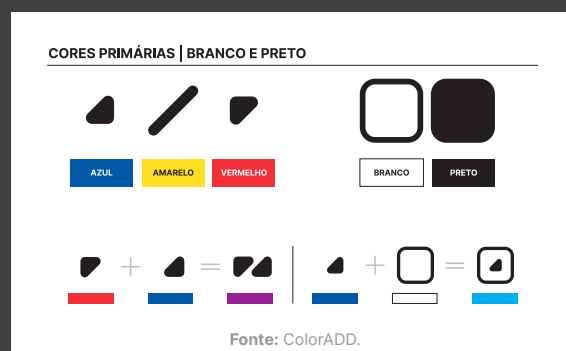 CORES PRIMÁRIAS | BRANCO E PRETO
AZUL AMARELO VERMELHO BRANCO PRETO
Fonte: ColorADD.